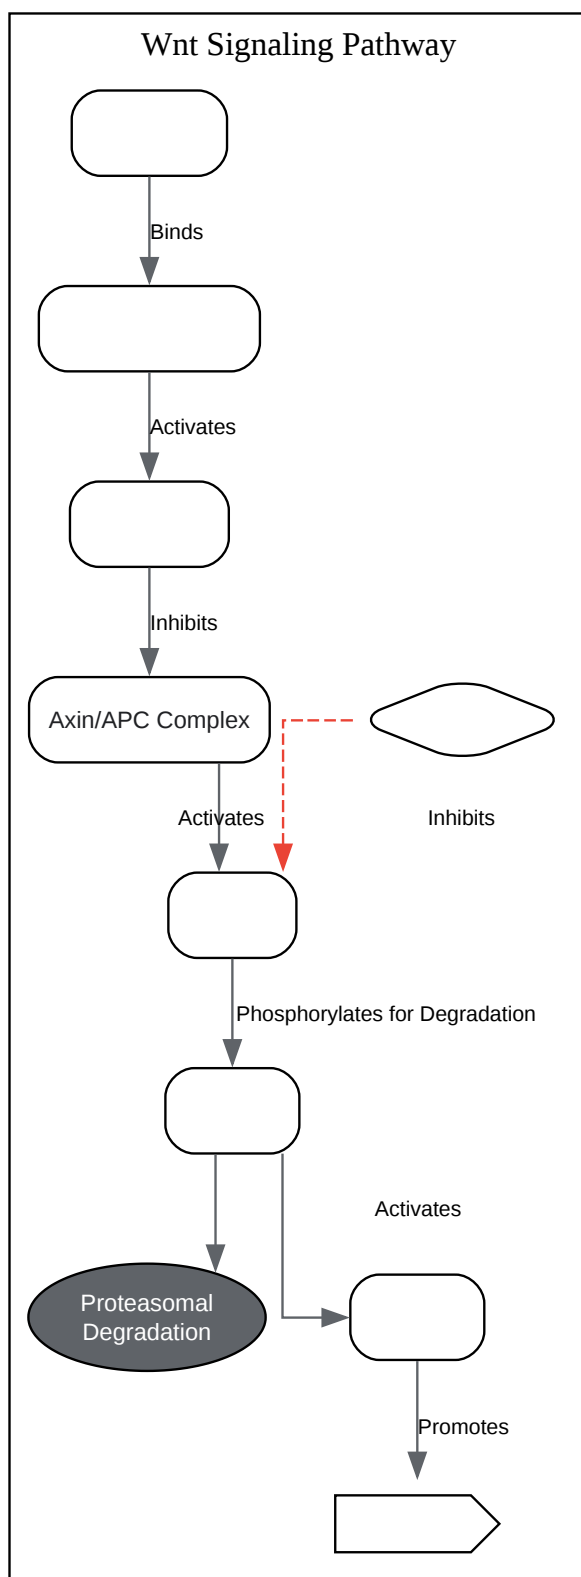 Wnt Signaling Pathway
Binds
Activates
Inhibits
Axin/APC Complex
Activates
Inhibits
Phosphorylates for Degradation
Activates
Proteasomal
Degradation
Promotes